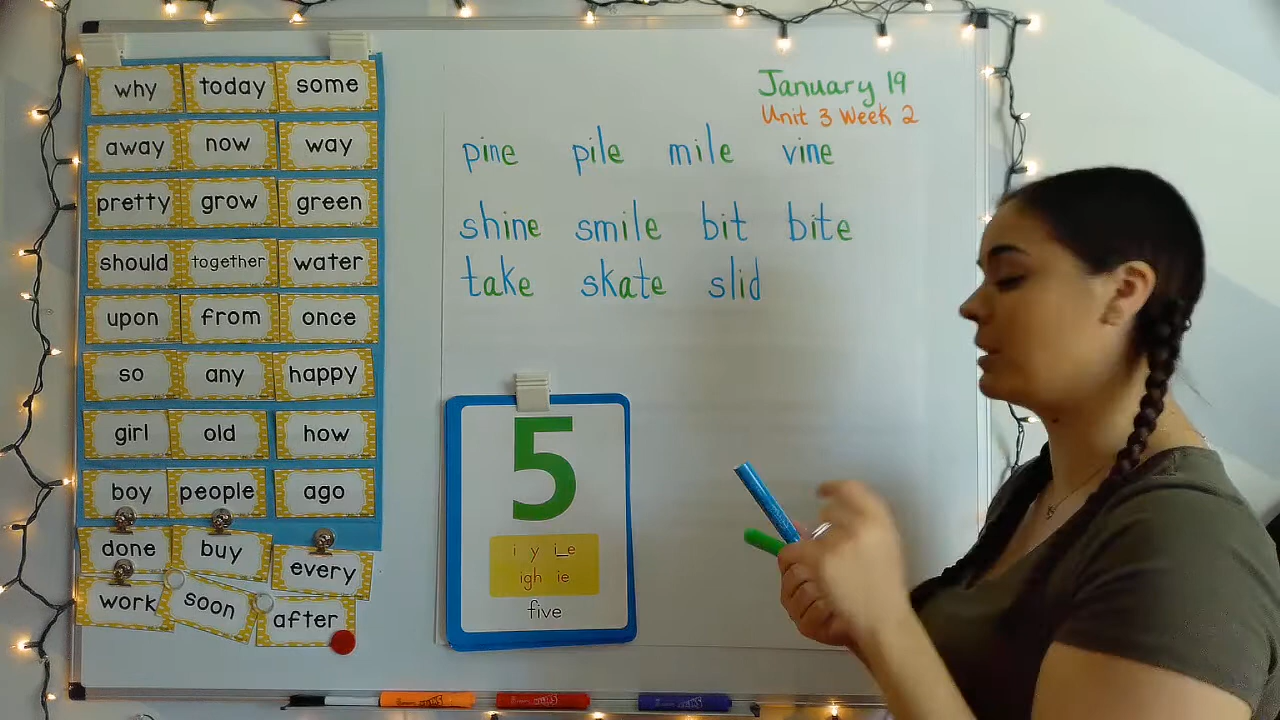 why today some
away now way
pretty grow green
should together water
upon from once
so any happy
girl old how
boy people ago
done buy every
work soon after
January 19
Unit 3 Week 2
pine pile mile vine
shine smile bit bite
take skate slid
5
i y i_e
igh ie
five